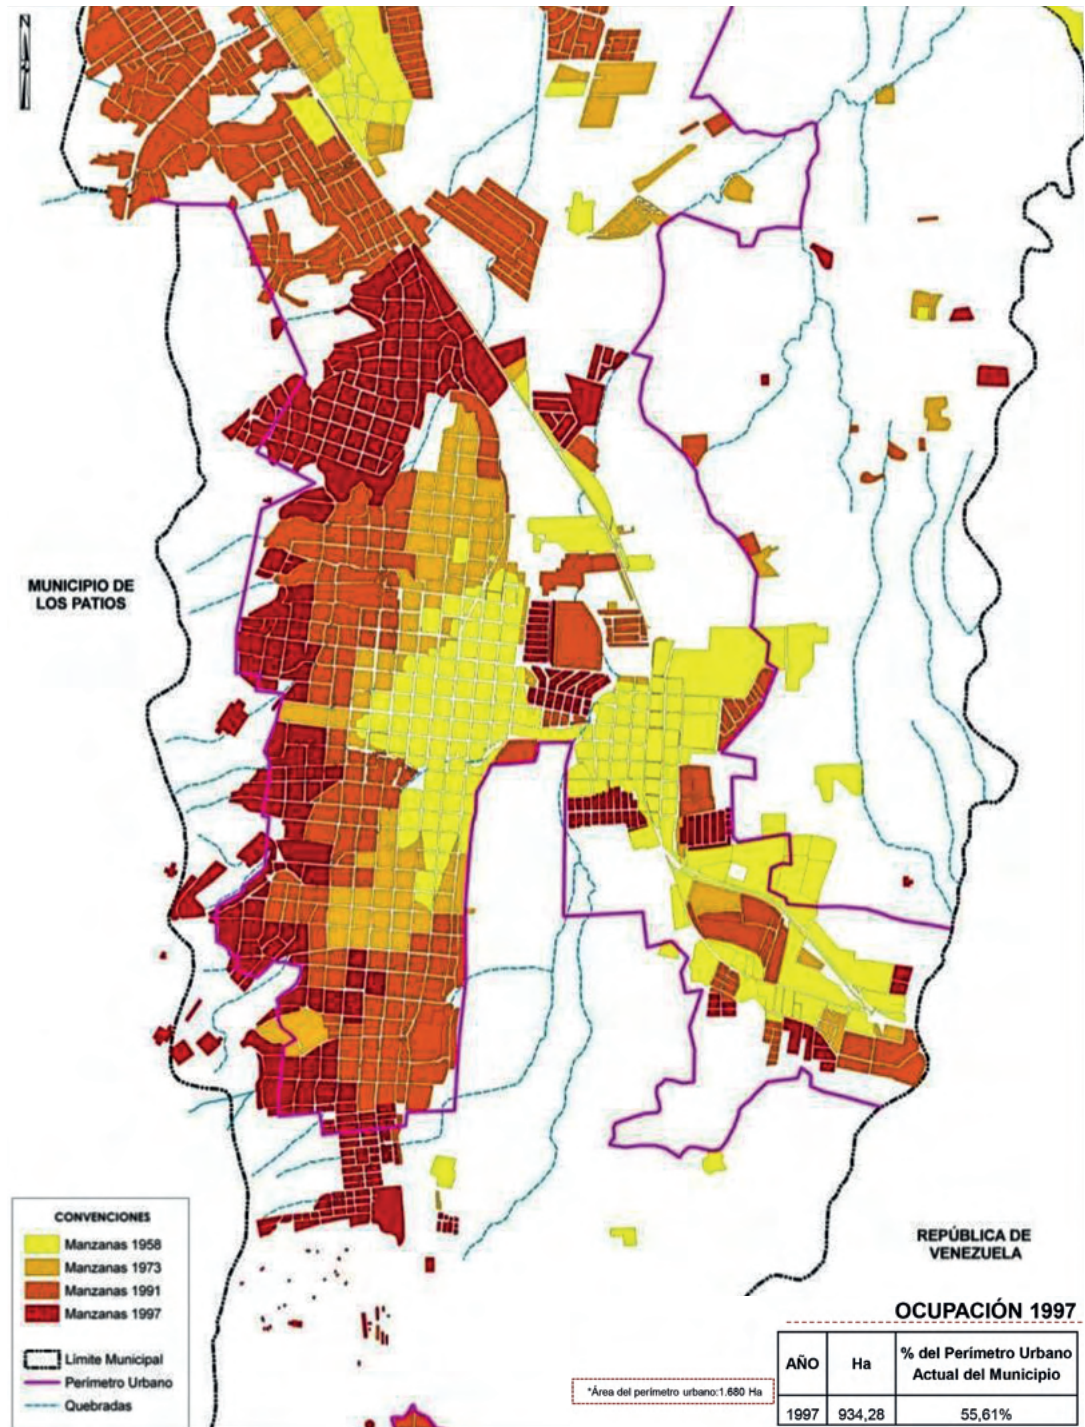 N
MUNICIPIO DE
LOS PATIOS
CONVENCIONES
Manzanas 1958
Manzanas 1973
Manzanas 1991
Manzanas 1997
Límite Municipal
Perímetro Urbano
Quebradas
REPÚBLICA DE
VENEZUELA
OCUPACIÓN 1997
AÑO Ha % del Perímetro Urbano
Actual del Municipio
1997 934,28 55,61%
*Área del perímetro urbano:1.680 Ha